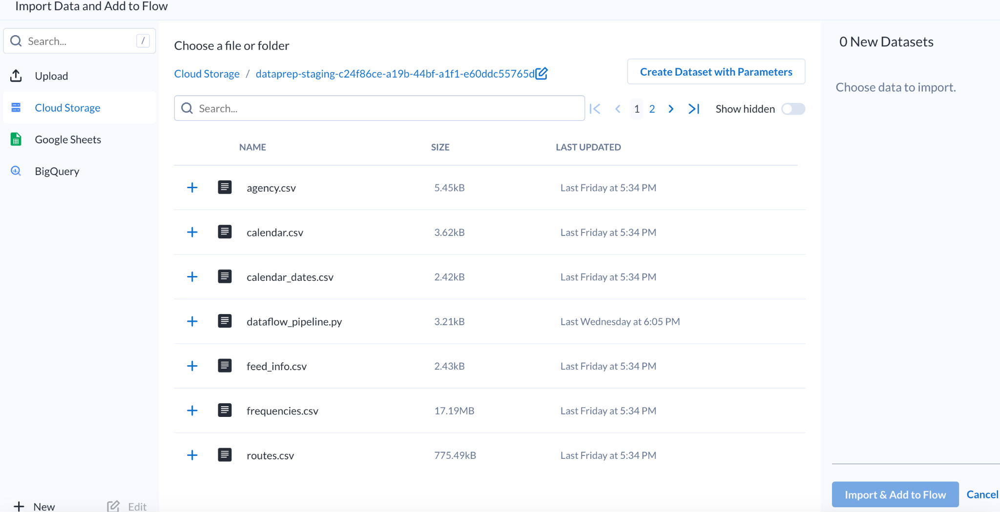 Import Data and Add to Flow
Search... /
Upload
Cloud Storage
Google Sheets
BigQuery
New Edit
Choose a file or folder
Cloud Storage / dataprep-staging-c24f86ce-a19b-44bf-a1f1-e60ddc55765d
Create Dataset with Parameters
Search...
1 2
Show hidden
NAME SIZE LAST UPDATED
agency.csv 5.45kB Last Friday at 5:34 PM
calendar.csv 3.62kB Last Friday at 5:34 PM
calendar_dates.csv 2.42kB Last Friday at 5:34 PM
dataflow_pipeline.py 3.21kB Last Wednesday at 6:05 PM
feed_info.csv 2.43kB Last Friday at 5:34 PM
frequencies.csv 17.19MB Last Friday at 5:34 PM
routes.csv 775.49kB Last Friday at 5:34 PM
0 New Datasets
Choose data to import.
Import & Add to Flow Cancel